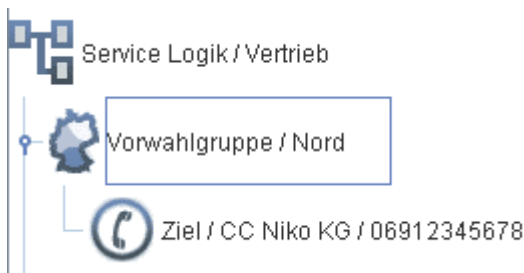 Service Logik / Vertrieb
Vorwahlgruppe / Nord
Ziel / CC Niko KG / 06912345678